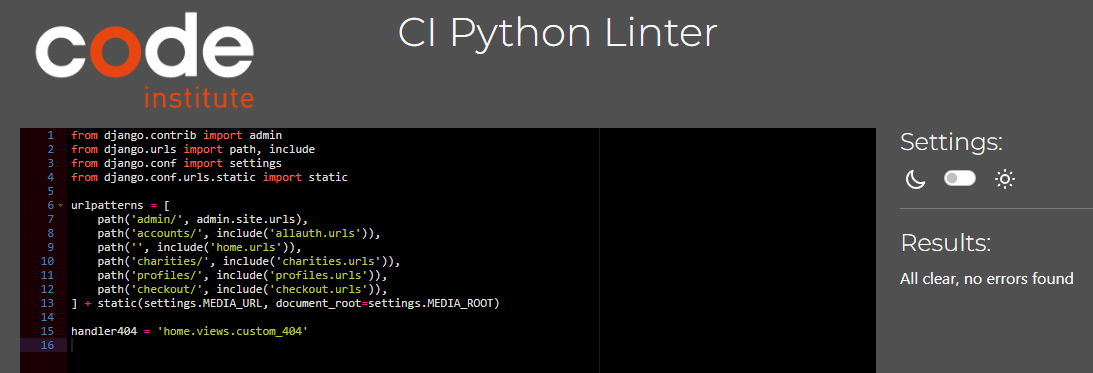 code
institute
CI Python Linter
1 from django.contrib import admin
2 from django.urls import path, include
3 from django.conf import settings
4 from django.conf.urls.static import static
5
6 urlpatterns = [
7     path('admin/', admin.site.urls),
8     path('accounts/', include('allauth.urls')),
9     path('', include('home.urls')),
10     path('charities/', include('charities.urls')),
11     path('profiles/', include('profiles.urls')),
12     path('checkout/', include('checkout.urls')),
13 ] + static(settings.MEDIA_URL, document_root=settings.MEDIA_ROOT)
14
15 handler404 = 'home.views.custom_404'
16
Settings:
Results:
All clear, no errors found